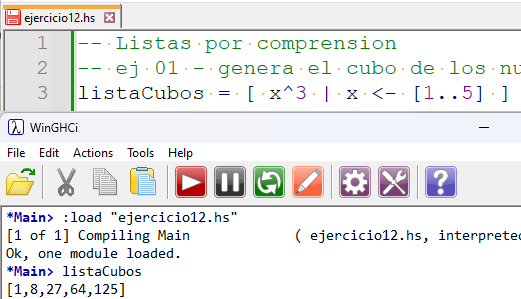 ejercicio12.hs
1 -- Listas por comprension
2 -- ej 01 - genera el cubo de los nu
3 listaCubos = [ x^3 | x <- [1..5] ]
WinGHCi
File Edit Actions Tools Help
*Main> :load "ejercicio12.hs"
[1 of 1] Compiling Main ( ejercicio12.hs, interprete
Ok, one module loaded.
*Main> listaCubos
[1,8,27,64,125]